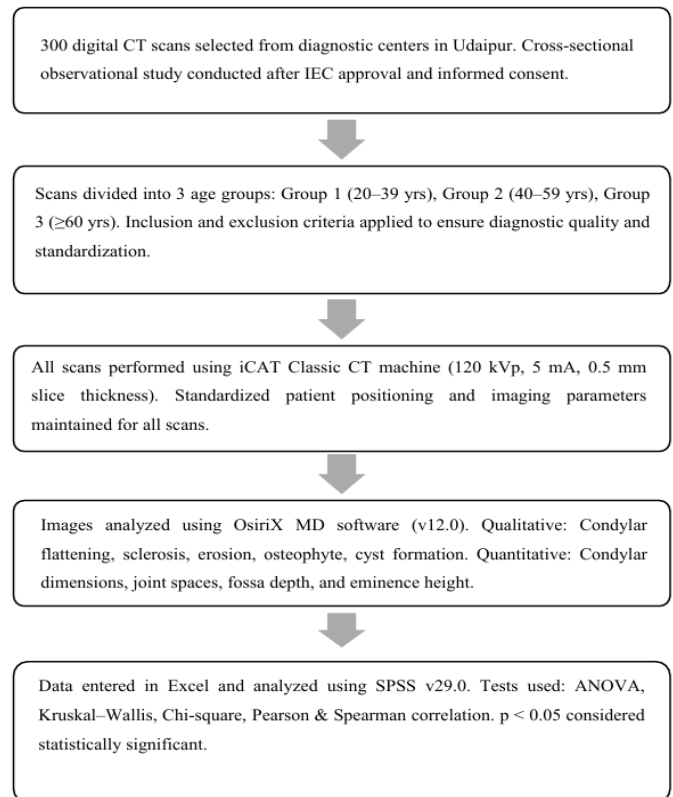 300 digital CT scans selected from diagnostic centers in Udaipur. Cross-sectional
observational study conducted after IEC approval and informed consent.
Scans divided into 3 age groups: Group 1 (20–39 yrs), Group 2 (40–59 yrs), Group
3 (≥60 yrs). Inclusion and exclusion criteria applied to ensure diagnostic quality and
standardization.
All scans performed using iCAT Classic CT machine (120 kVp, 5 mA, 0.5 mm
slice thickness). Standardized patient positioning and imaging parameters
maintained for all scans.
Images analyzed using OsiriX MD software (v12.0). Qualitative: Condylar
flattening, sclerosis, erosion, osteophyte, cyst formation. Quantitative: Condylar
dimensions, joint spaces, fossa depth, and eminence height.
Data entered in Excel and analyzed using SPSS v29.0. Tests used: ANOVA,
Kruskal–Wallis, Chi-square, Pearson & Spearman correlation. p < 0.05 considered
statistically significant.